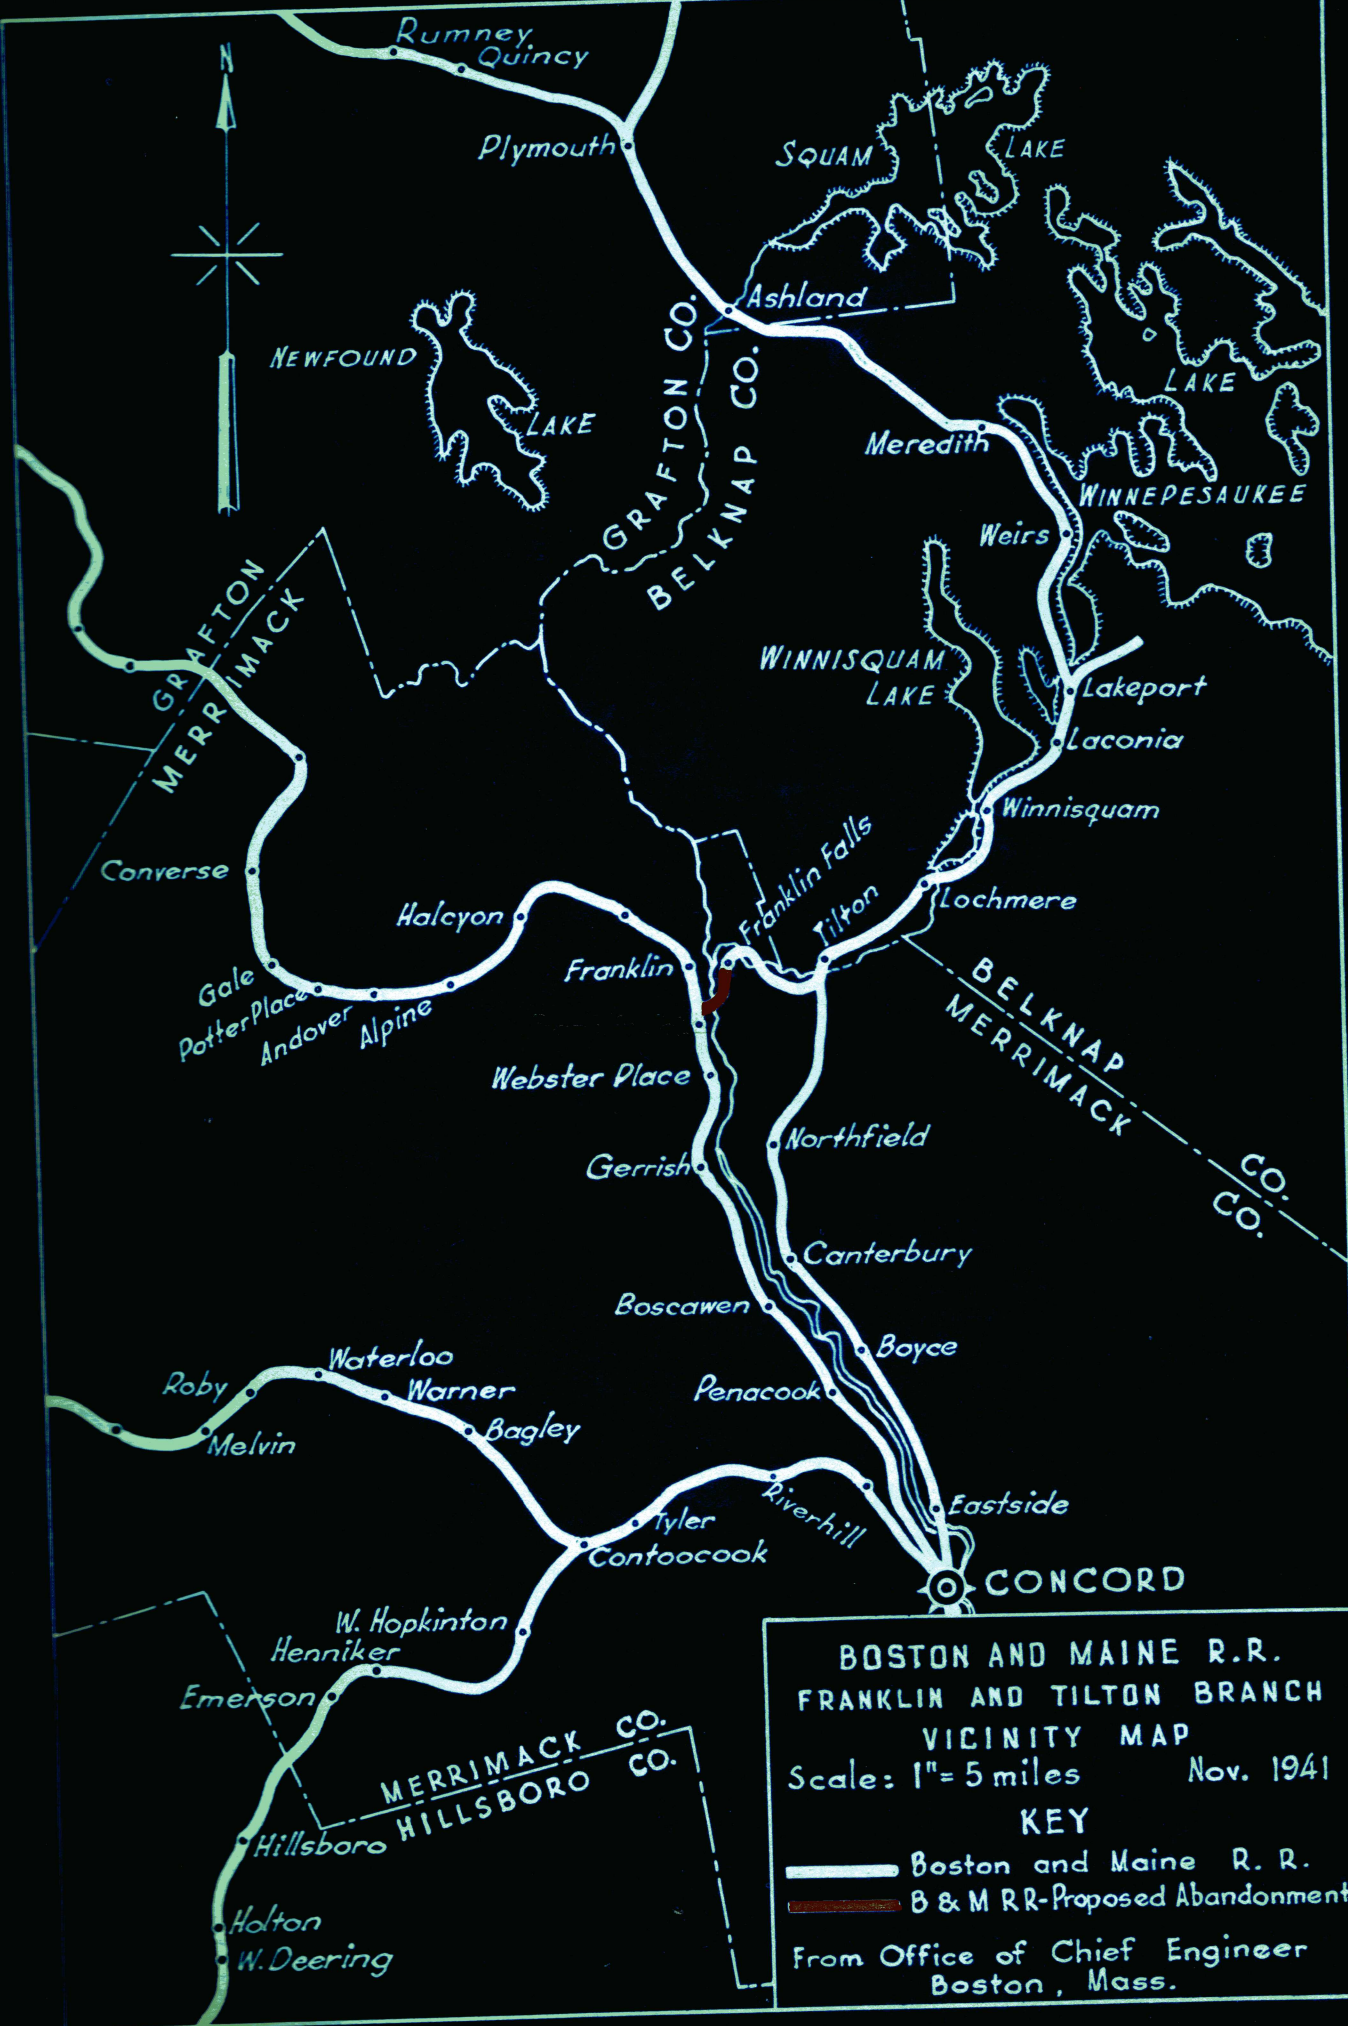 Rumney
Quincy
N
Plymouth
SQUAM LAKE
Ashland
NEWFOUND LAKE
GRAFTON CO.
BELKNAP CO.
LAKE
Meredith
WINNEPESAUKEE
Weirs
GRAFTON
MERRIMACK
WINNISQUAM
LAKE
Lakeport
Laconia
Winnisquam
Franklin Falls
Converse
Tilton
Lochmere
Halcyon
Franklin
Gale
Potter Place
Andover
Alpine
BELKNAP CO.
MERRIMACK CO.
Webster Place
Northfield
Gerrish
Canterbury
Boscawen
Boyce
Waterloo
Roby
Warner
Penacook
Bagley
Melvin
Riverhill
Eastside
Tyler
Contoocook
CONCORD
W. Hopkinton
Henniker
Emerson
MERRIMACK CO.
HILLSBORO CO.
Hillsboro
Holton
W. Deering
BOSTON AND MAINE R.R.
FRANKLIN AND TILTON BRANCH
VICINITY MAP
Scale: 1"= 5 miles Nov. 1941
KEY
Boston and Maine R. R.
B & M RR-Proposed Abandonment
From Office of Chief Engineer
Boston, Mass.